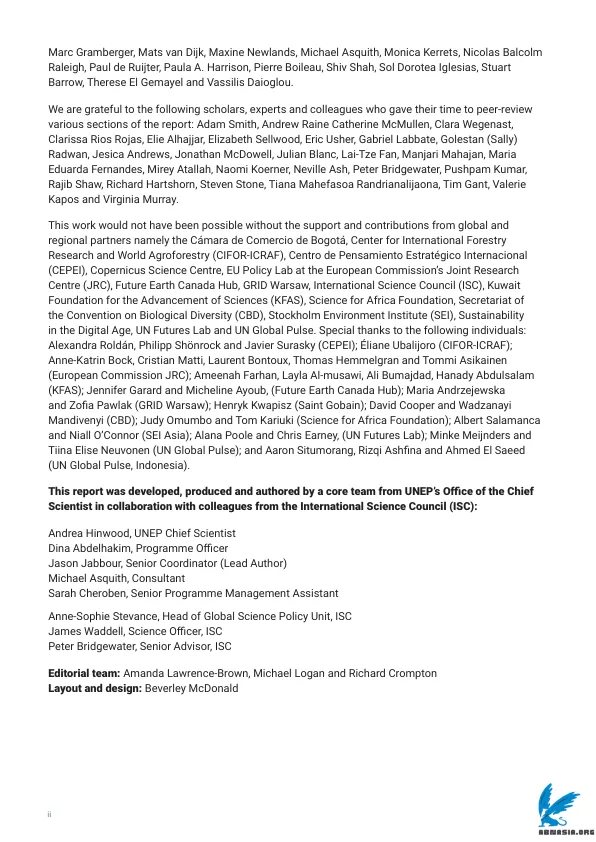 Marc Gramberger, Mats van Dijk, Maxine Newlands, Michael Asquith, Monica Kerrets, Nicolas Balcolm
Raleigh, Paul de Ruijter, Paula A. Harrison, Pierre Boileau, Shiv Shah, Sol Dorotea Iglesias, Stuart
Barrow, Therese El Gemayel and Vassilis Daioglou.
We are grateful to the following scholars, experts and colleagues who gave their time to peer-review
various sections of the report: Adam Smith, Andrew Raine Catherine McMullen, Clara Wegenast,
Clarissa Rios Rojas, Elie Alhajjar, Elizabeth Sellwood, Eric Usher, Gabriel Labbate, Golestan (Sally)
Radwan, Jesica Andrews, Jonathan McDowell, Julian Blanc, Lai-Tze Fan, Manjari Mahajan, Maria
Eduarda Fernandes, Mirey Atallah, Naomi Koerner, Neville Ash, Peter Bridgewater, Pushpam Kumar,
Rajib Shaw, Richard Hartshorn, Steven Stone, Tiana Mahefasoa Randrianalijaona, Tim Gant, Valerie
Kapos and Virginia Murray.
This work would not have been possible without the support and contributions from global and
regional partners namely the Cámara de Comercio de Bogotá, Center for International Forestry
Research and World Agroforestry (CIFOR-ICRAF), Centro de Pensamiento Estratégico Internacional
(CEPEI), Copernicus Science Centre, EU Policy Lab at the European Commission's Joint Research
Centre (JRC), Future Earth Canada Hub, GRID Warsaw, International Science Council (ISC), Kuwait
Foundation for the Advancement of Sciences (KFAS), Science for Africa Foundation, Secretariat of
the Convention on Biological Diversity (CBD), Stockholm Environment Institute (SEI), Sustainability
in the Digital Age, UN Futures Lab and UN Global Pulse. Special thanks to the following individuals:
Alexandra Roldán, Philipp Shönrock and Javier Surasky (CEPEI); Éliane Ubalijoro (CIFOR-ICRAF);
Anne-Katrin Bock, Cristian Matti, Laurent Bontoux, Thomas Hemmelgran and Tommi Asikainen
(European Commission JRC); Ameenah Farhan, Layla Al-musawi, Ali Bumajdad, Hanady Abdulsalam
(KFAS); Jennifer Garard and Micheline Ayoub, (Future Earth Canada Hub); Maria Andrzejewska
and Zofia Pawlak (GRID Warsaw); Henryk Kwapisz (Saint Gobain); David Cooper and Wadzanayi
Mandivenyi (CBD); Judy Omumbo and Tom Kariuki (Science for Africa Foundation); Albert Salamanca
and Niall O'Connor (SEI Asia); Alana Poole and Chris Earney, (UN Futures Lab); Minke Meijnders and
Tiina Elise Neuvonen (UN Global Pulse); and Aaron Situmorang, Rizqi Ashfina and Ahmed El Saeed
(UN Global Pulse, Indonesia).
This report was developed, produced and authored by a core team from UNEP's Office of the Chief
Scientist in collaboration with colleagues from the International Science Council (ISC):
Andrea Hinwood, UNEP Chief Scientist
Dina Abdelhakim, Programme Officer
Jason Jabbour, Senior Coordinator (Lead Author)
Michael Asquith, Consultant
Sarah Cheroben, Senior Programme Management Assistant
Anne-Sophie Stevance, Head of Global Science Policy Unit, ISC
James Waddell, Science Officer, ISC
Peter Bridgewater, Senior Advisor, ISC
Editorial team: Amanda Lawrence-Brown, Michael Logan and Richard Crompton
Layout and design: Beverley McDonald
ii
ABNASIA.ORG